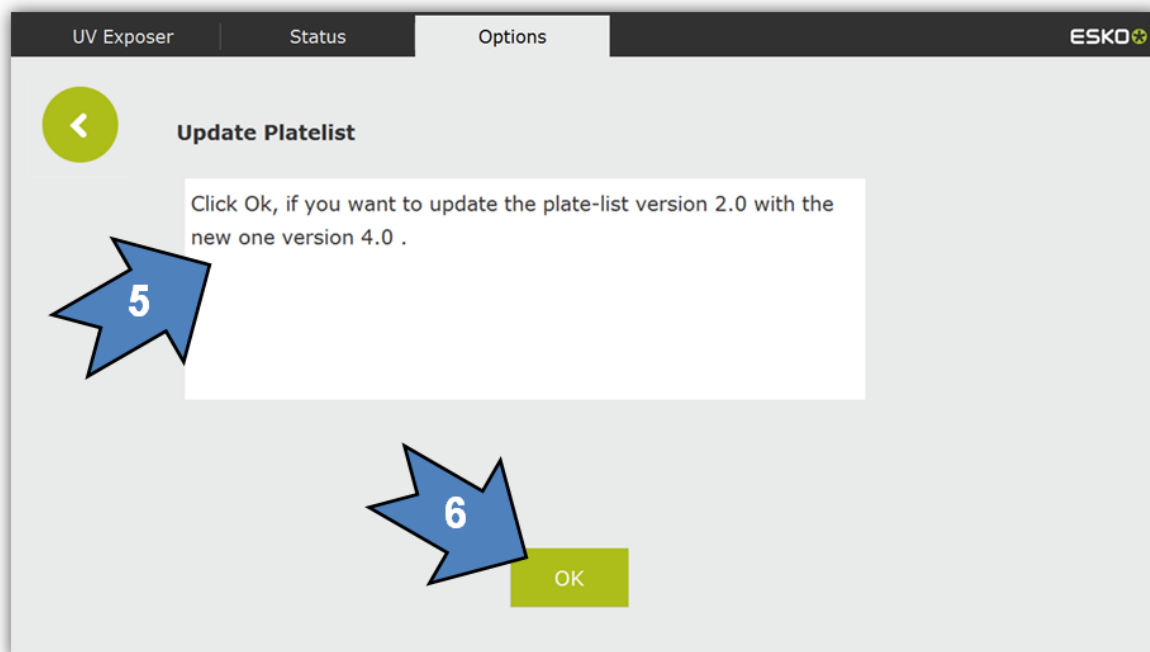 UV Exposer
Status
Options
ESKO
Update Platelist
Click Ok, if you want to update the plate-list version 2.0 with the
new one version 4.0 .
5
6
OK